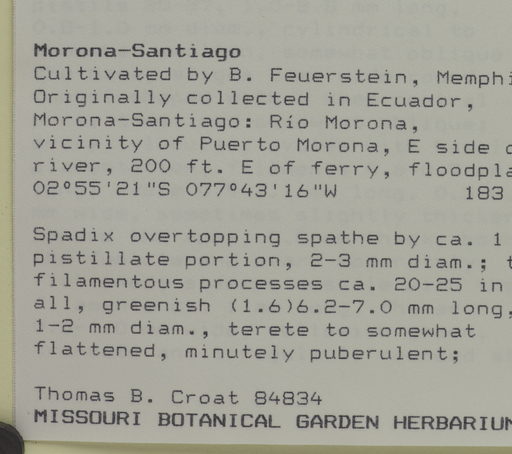 Morona-Santiago
Cultivated by B. Feuerstein, Memphi
Originally collected in Ecuador,
Morona-Santiago: Río Morona,
vicinity of Puerto Morona, E side o
river, 200 ft. E of ferry, floodpla
02°55'21"S 077°43'16"W 183
Spadix overtopping spathe by ca. 1
pistillate portion, 2-3 mm diam.; t
filamentous processes ca. 20-25 in
all, greenish (1.6)6.2-7.0 mm long,
1-2 mm diam., terete to somewhat
flattened, minutely puberulent;
Thomas B. Croat 84834
MISSOURI BOTANICAL GARDEN HERBARIUM